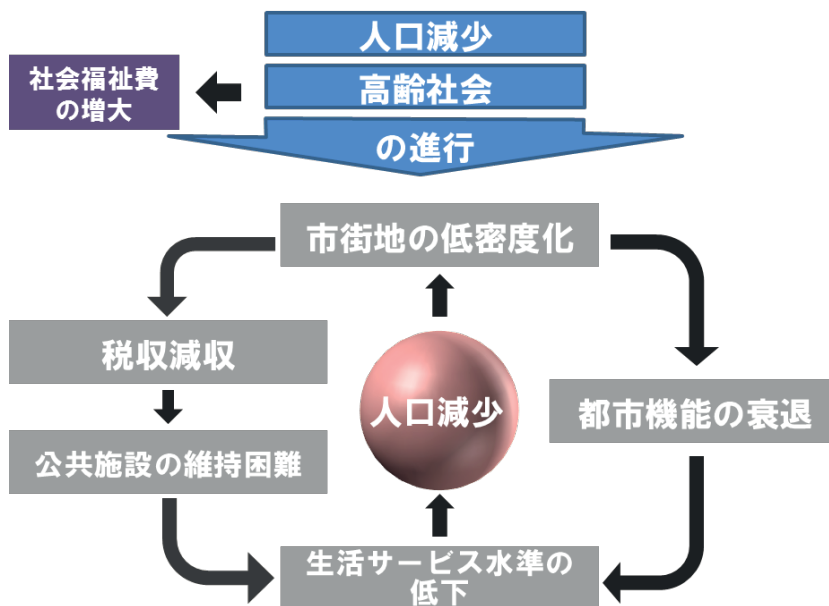 人口減少
高齢社会
の進行
社会福祉費
の増大
市街地の低密度化
税収減収
公共施設の維持困難
人口減少
都市機能の衰退
生活サービス水準の
低下